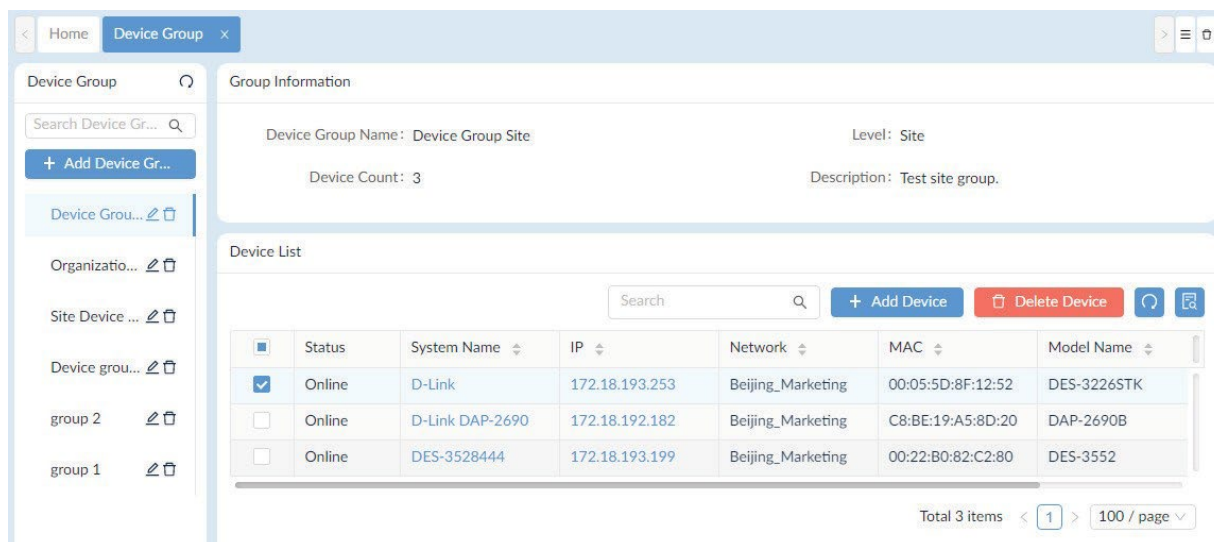 Home
Device Group
Device Group
Search Device Gr...
+ Add Device Gr...
Device Grou...
Organizatio...
Site Device ...
Device grou...
group 2
group 1
Group Information
Device Group Name: Device Group Site
Level: Site
Device Count: 3
Description: Test site group.
Device List
Search
+ Add Device
Delete Device
Status System Name IP Network MAC Model Name
Online D-Link 172.18.193.253 Beijing_Marketing 00:05:5D:8F:12:52 DES-3226STK
Online D-Link DAP-2690 172.18.192.182 Beijing_Marketing C8:BE:19:A5:8D:20 DAP-2690B
Online DES-3528444 172.18.193.199 Beijing_Marketing 00:22:B0:82:C2:80 DES-3552
Total 3 items < 1 > 100 / page